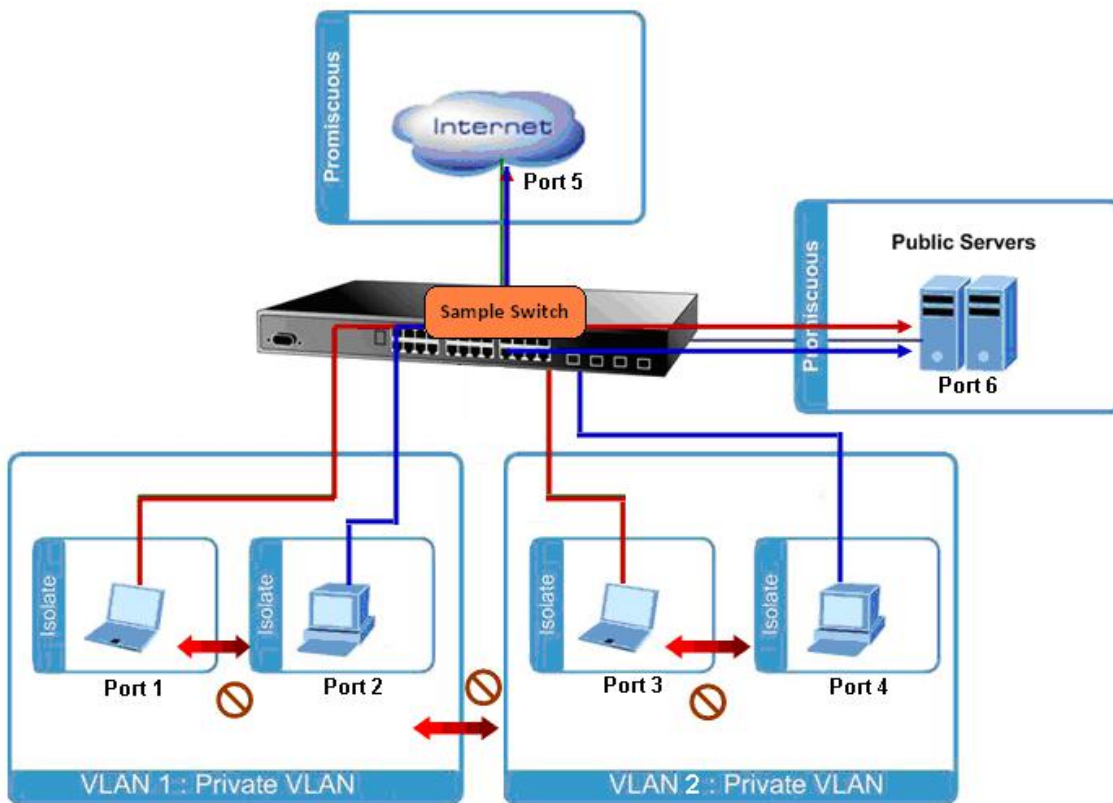 Promiscuous
Internet
Port 5
Promiscuous
Public Servers
Port 6
Sample Switch
Isolate
Port 1
Isolate
Port 2
Isolate
Port 3
Isolate
Port 4
VLAN 1 : Private VLAN
VLAN 2 : Private VLAN